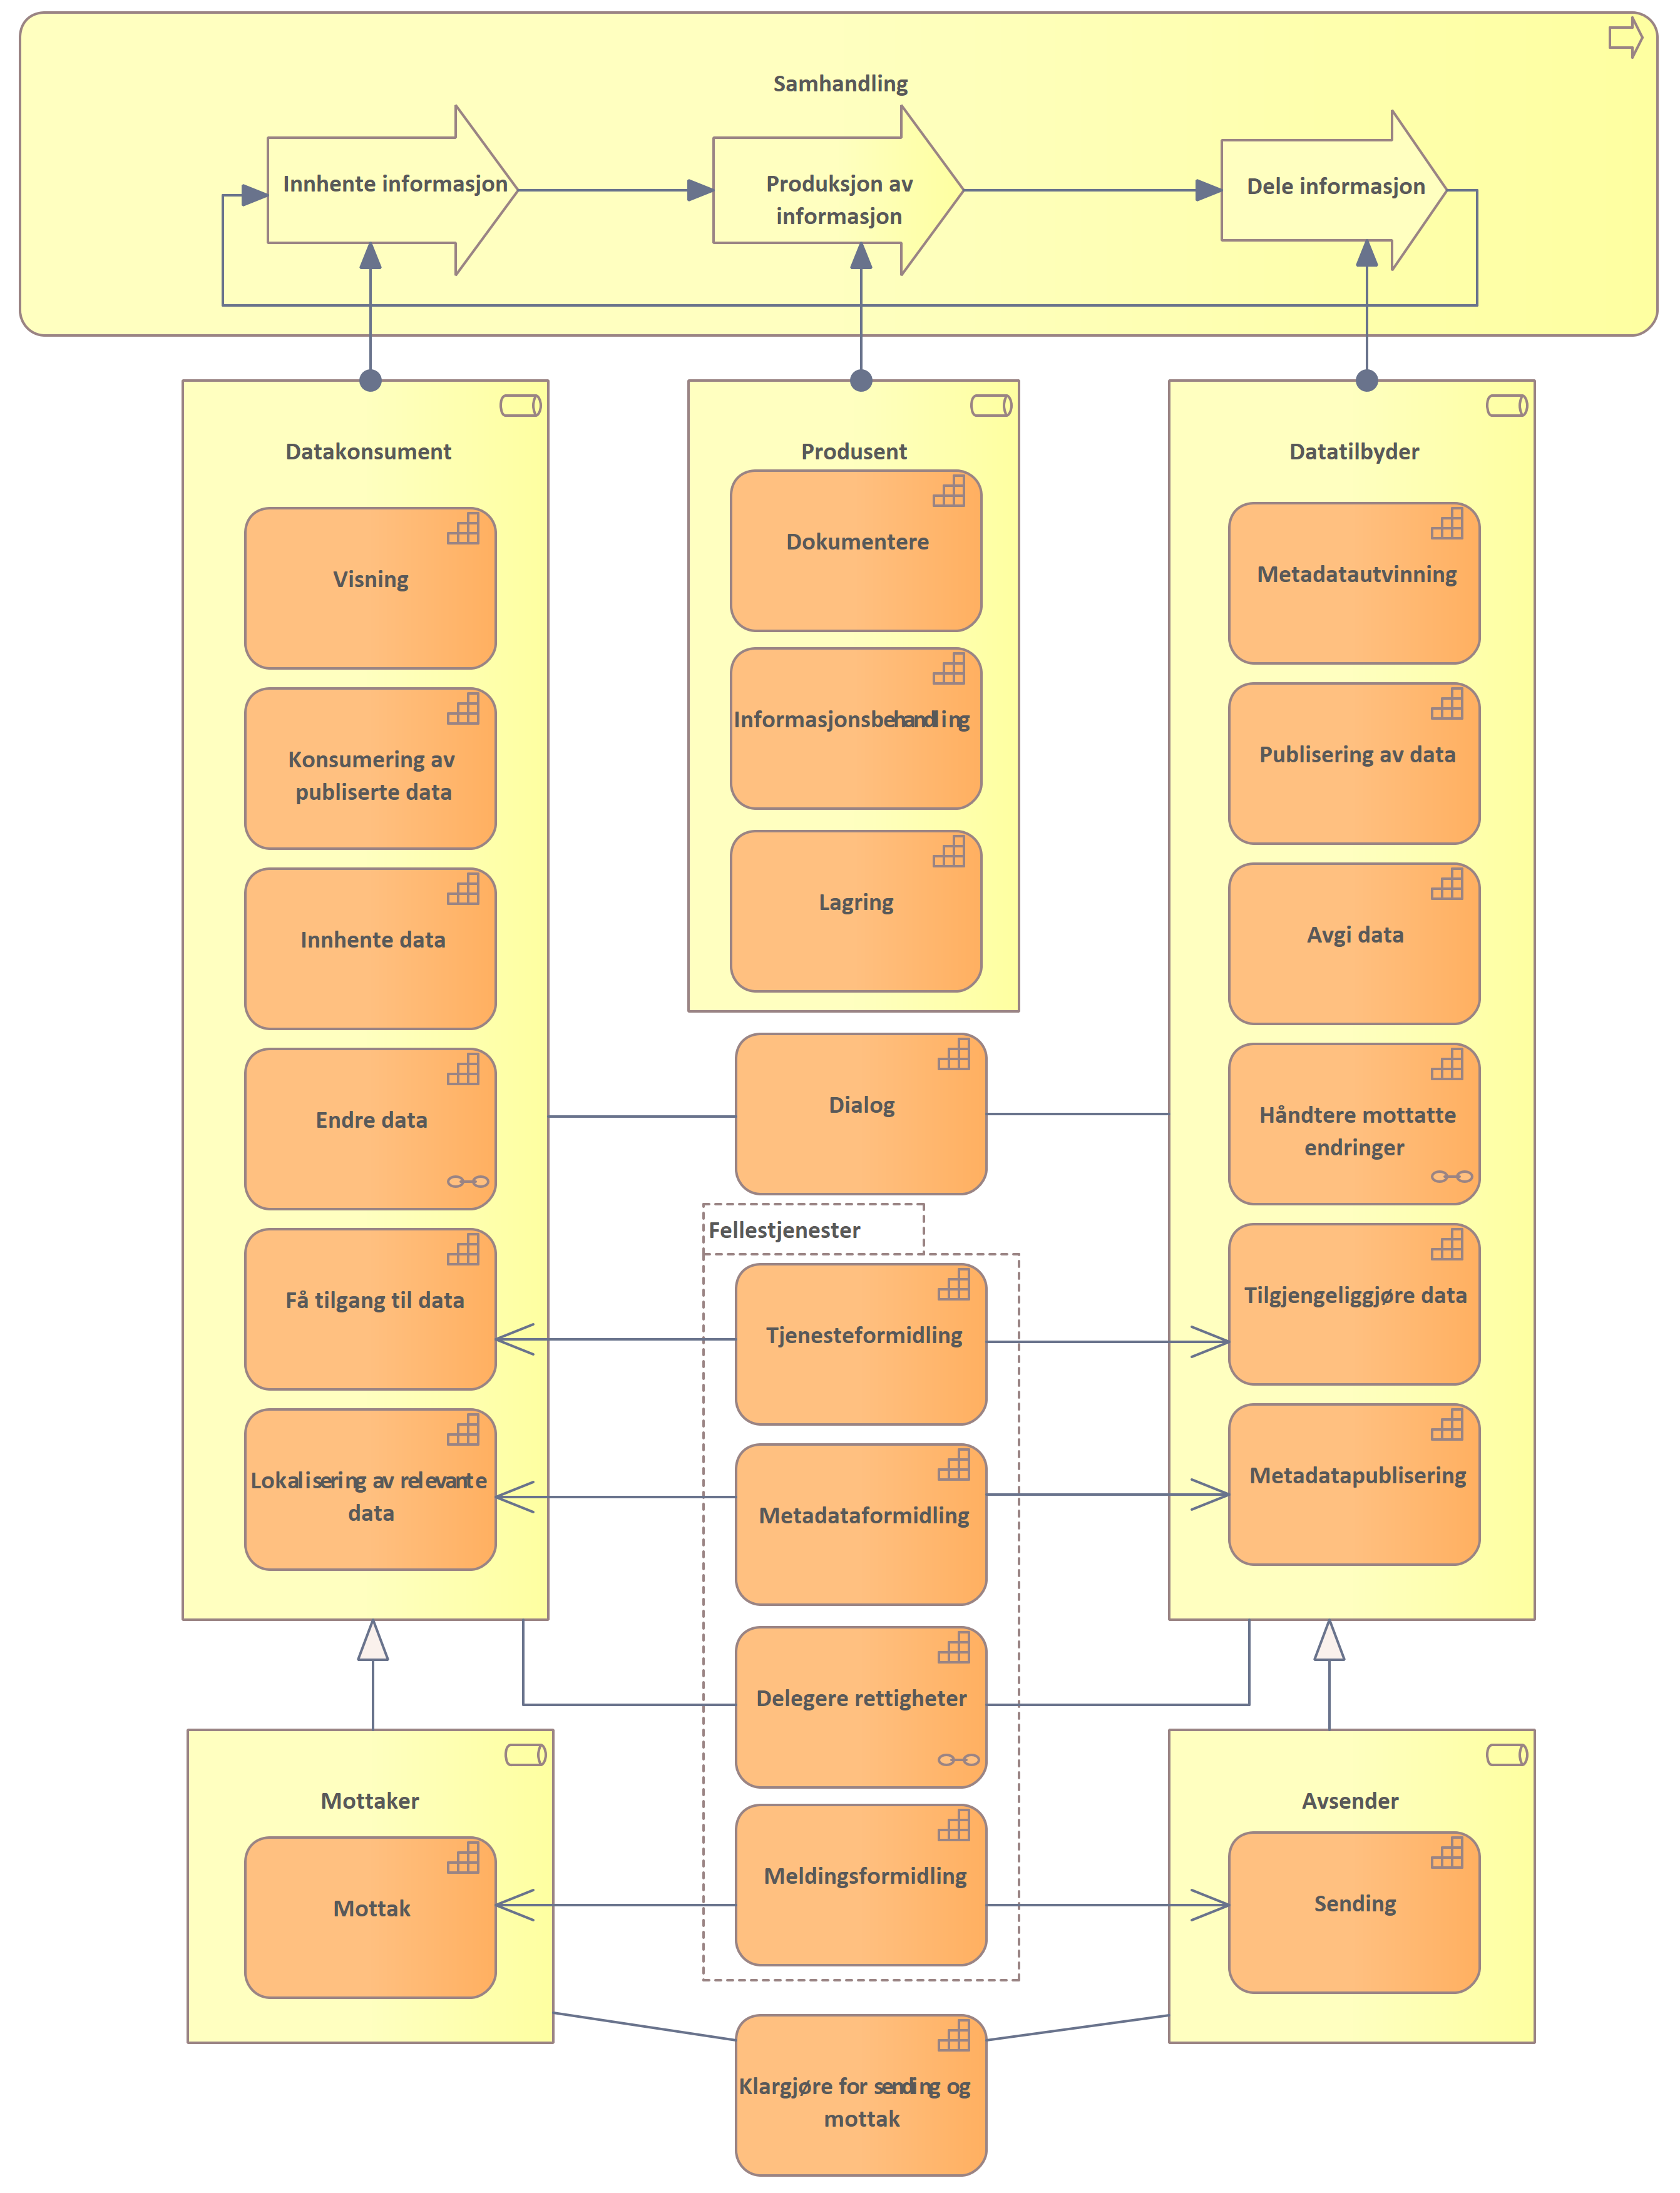 Samhandling
Innhente informasjon
Produksjon av
informasjon
Dele informasjon
Datakonsument
Visning
Konsumering av
publiserte data
Innhente data
Endre data
Få tilgang til data
Lokalisering av relevante
data
Produsent
Dokumentere
Informasjonsbehandling
Lagring
Datatilbyder
Metadatautvinning
Publisering av data
Avgi data
Håndtere mottatte
endringer
Tilgjengeliggjøre data
Metadatapublisering
Dialog
Fellestjenester
Tjenesteformidling
Metadataformidling
Delegere rettigheter
Meldingsformidling
Mottaker
Mottak
Avsender
Sending
Klargjøre for sending og
mottak